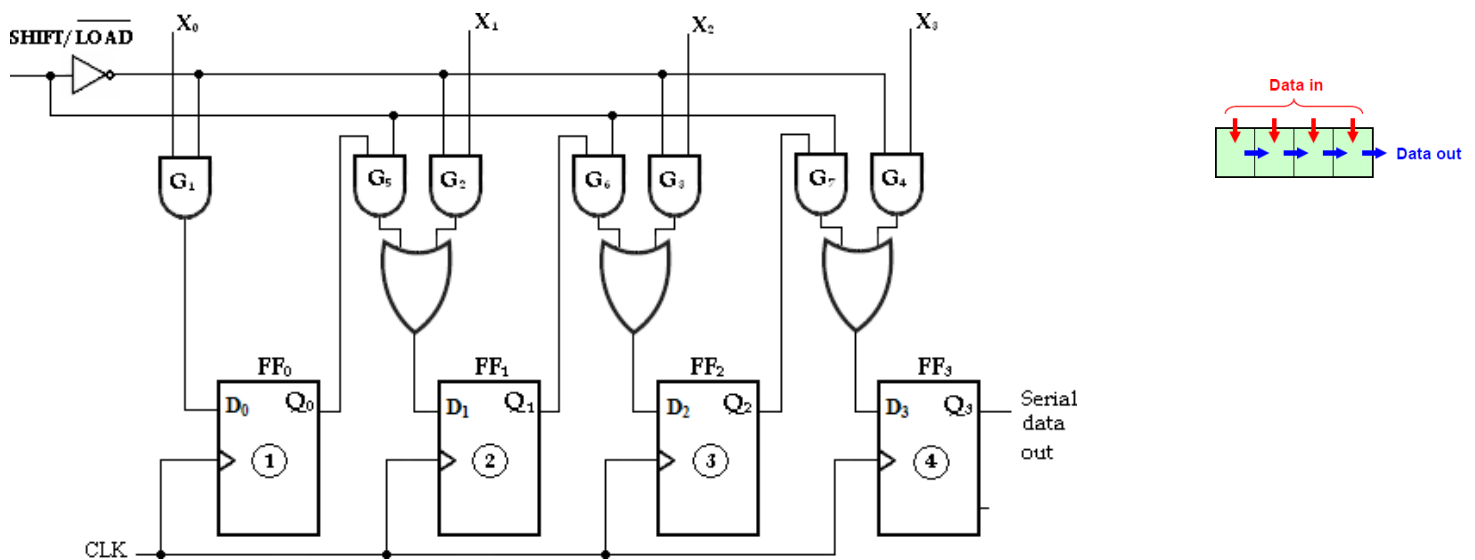 SHIFT/LOAD
X₀
X₁
X₂
X₃
Data in
Data out
G₁
G₅
G₂
G₆
G₃
G₇
G₄
FF₀
FF₁
FF₂
FF₃
D₀
Q₀
D₁
Q₁
D₂
Q₂
D₃
Q₃
Serial
data
out
1
2
3
4
CLK